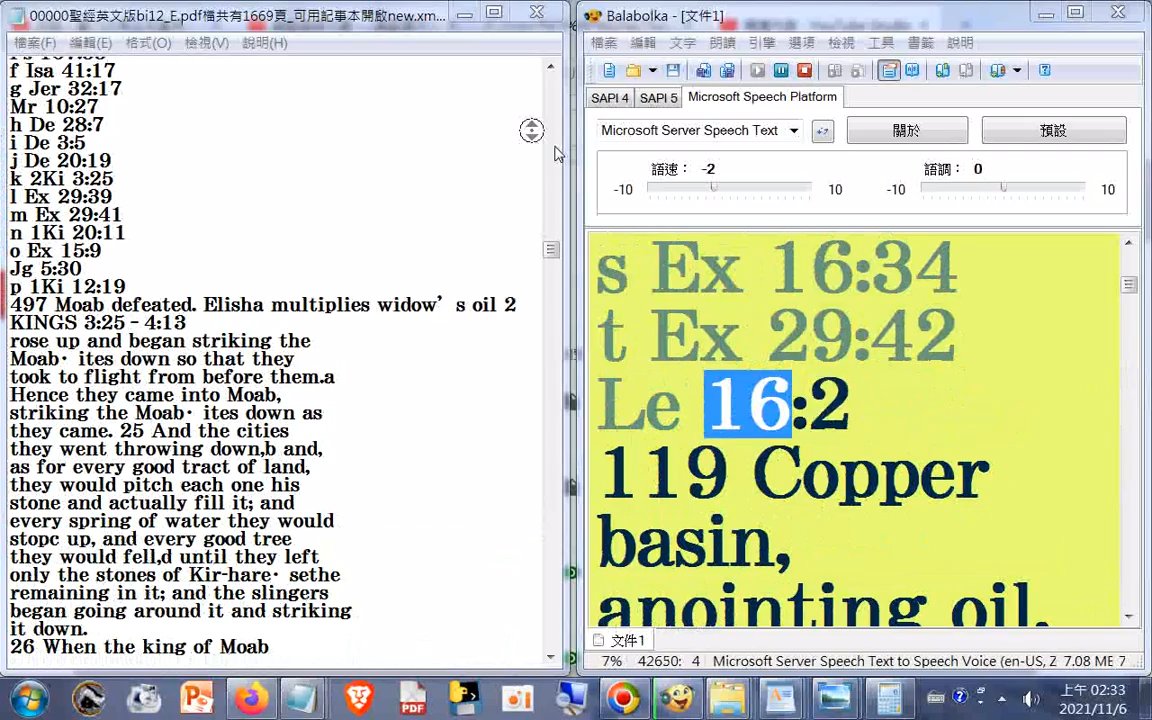 00000聖經英文版bi12_E.pdf檔共有1669頁_可用記事本開啟new.xm...
檔案(F) 編輯(E) 格式(O) 檢視(V) 說明(H)
f Isa 41:17
g Jer 32:17
Mr 10:27
h De 28:7
i De 3:5
j De 20:19
k 2Ki 3:25
l Ex 29:39
m Ex 29:41
n 1Ki 20:11
o Ex 15:9
Jg 5:30
p 1Ki 12:19
497 Moab defeated. Elisha multiplies widow’s oil 2
KINGS 3:25–4:13
rose up and began striking the
Moab· ites down so that they
took to flight from before them.a
Hence they came into Moab,
striking the Moab· ites down as
they came. 25 And the cities
they went throwing down,b and,
as for every good tract of land,
they would pitch each one his
stone and actually fill it; and
every spring of water they would
stopc up, and every good tree
they would fell,d until they left
only the stones of Kir-hare· sethe
remaining in it; and the slingers
began going around it and striking
it down.
26 When the king of Moab
Balabolka - [文件1]
檔案 編輯 文字 朗讀 引擎 選項 檢視 工具 書籤 說明
SAPI 4 SAPI 5 Microsoft Speech Platform
Microsoft Server Speech Text 關於 預設
語速： -2 語調： 0
-10 10 -10 10
s Ex 16:34
t Ex 29:42
Le 16:2
119 Copper
basin,
anointing oil.
文件1
7% 42650: 4 Microsoft Server Speech Text to Speech Voice (en-US, Z 7.08 ME 7
PDF
上午 02:33
2021/11/6